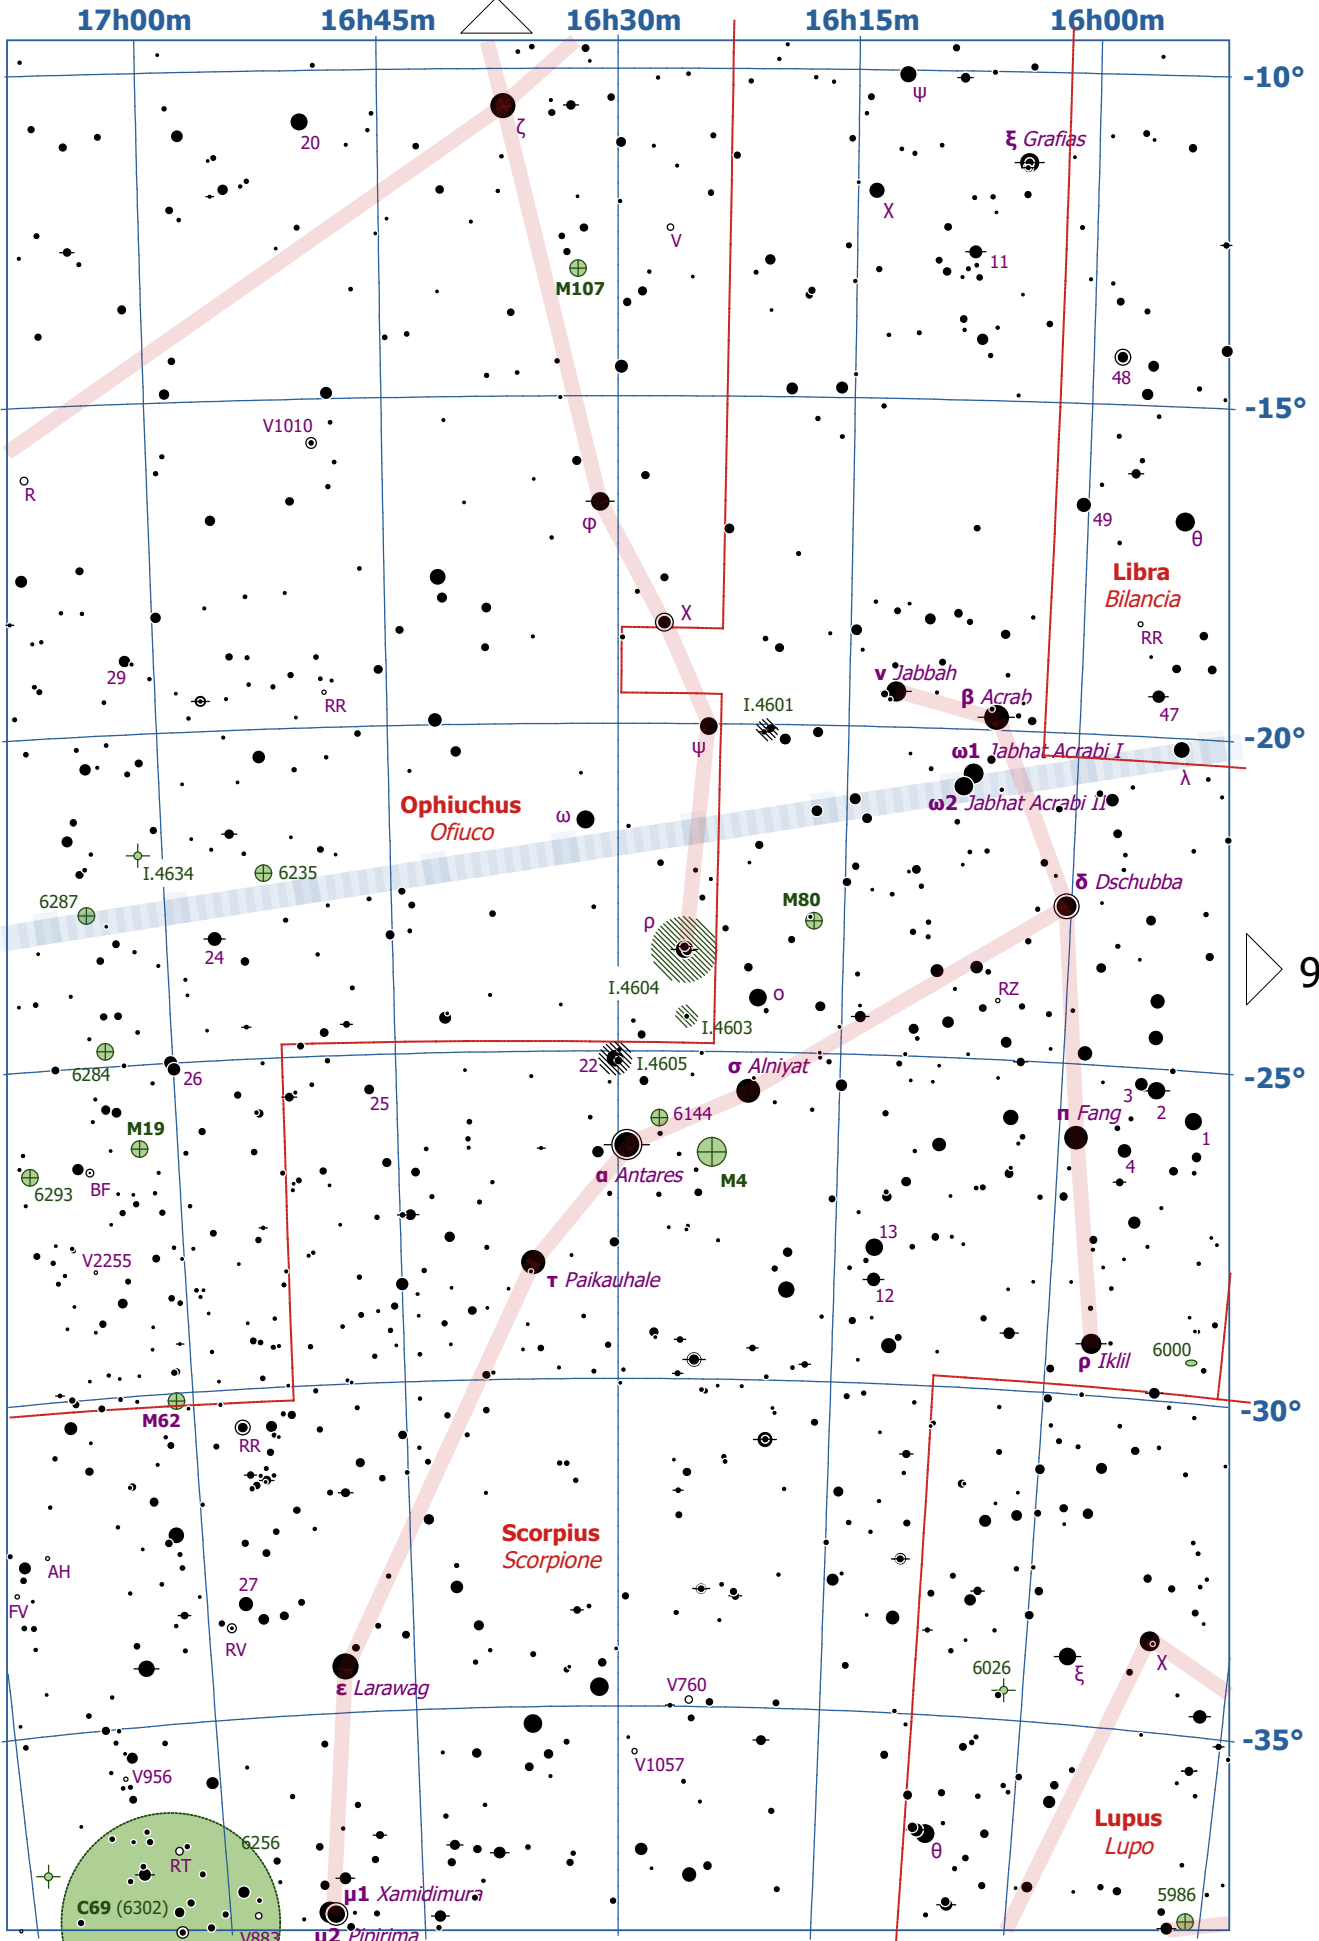 17h00m 16h45m 16h30m 16h15m 16h00m
-10°
ψ
ζ
20
ξ Grafias
χ
V
11
M107
48
-15°
V1010
R
φ
49
θ
Libra
Bilancia
χ
RR
29
ν Jabbah
RR
β Acrab
I.4601
47
ψ
-20°
ω1 Jabhat Acrabi I
λ
Ophiuchus
Ofiuco
ω
ω2 Jabhat Acrabi II
I.4634
6235
δ Dschubba
6287
M80
ρ
24
9
I.4604
RZ
ο
I.4603
22
I.4605
σ Alniyat
6284
26
-25°
25
3
2
6144
π Fang
M19
1
α Antares
M4
4
BF
6293
13
V2255
τ Paikauhale
12
6000
ρ Iklil
-30°
M62
RR
Scorpius
Scorpione
AH
27
FV
RV
6026
χ
ξ
ε Larawag
V760
-35°
V1057
V956
Lupus
Lupo
6256
θ
RT
μ1 Xamidimura
5986
C69 (6302)
V883
μ2 Pipirima